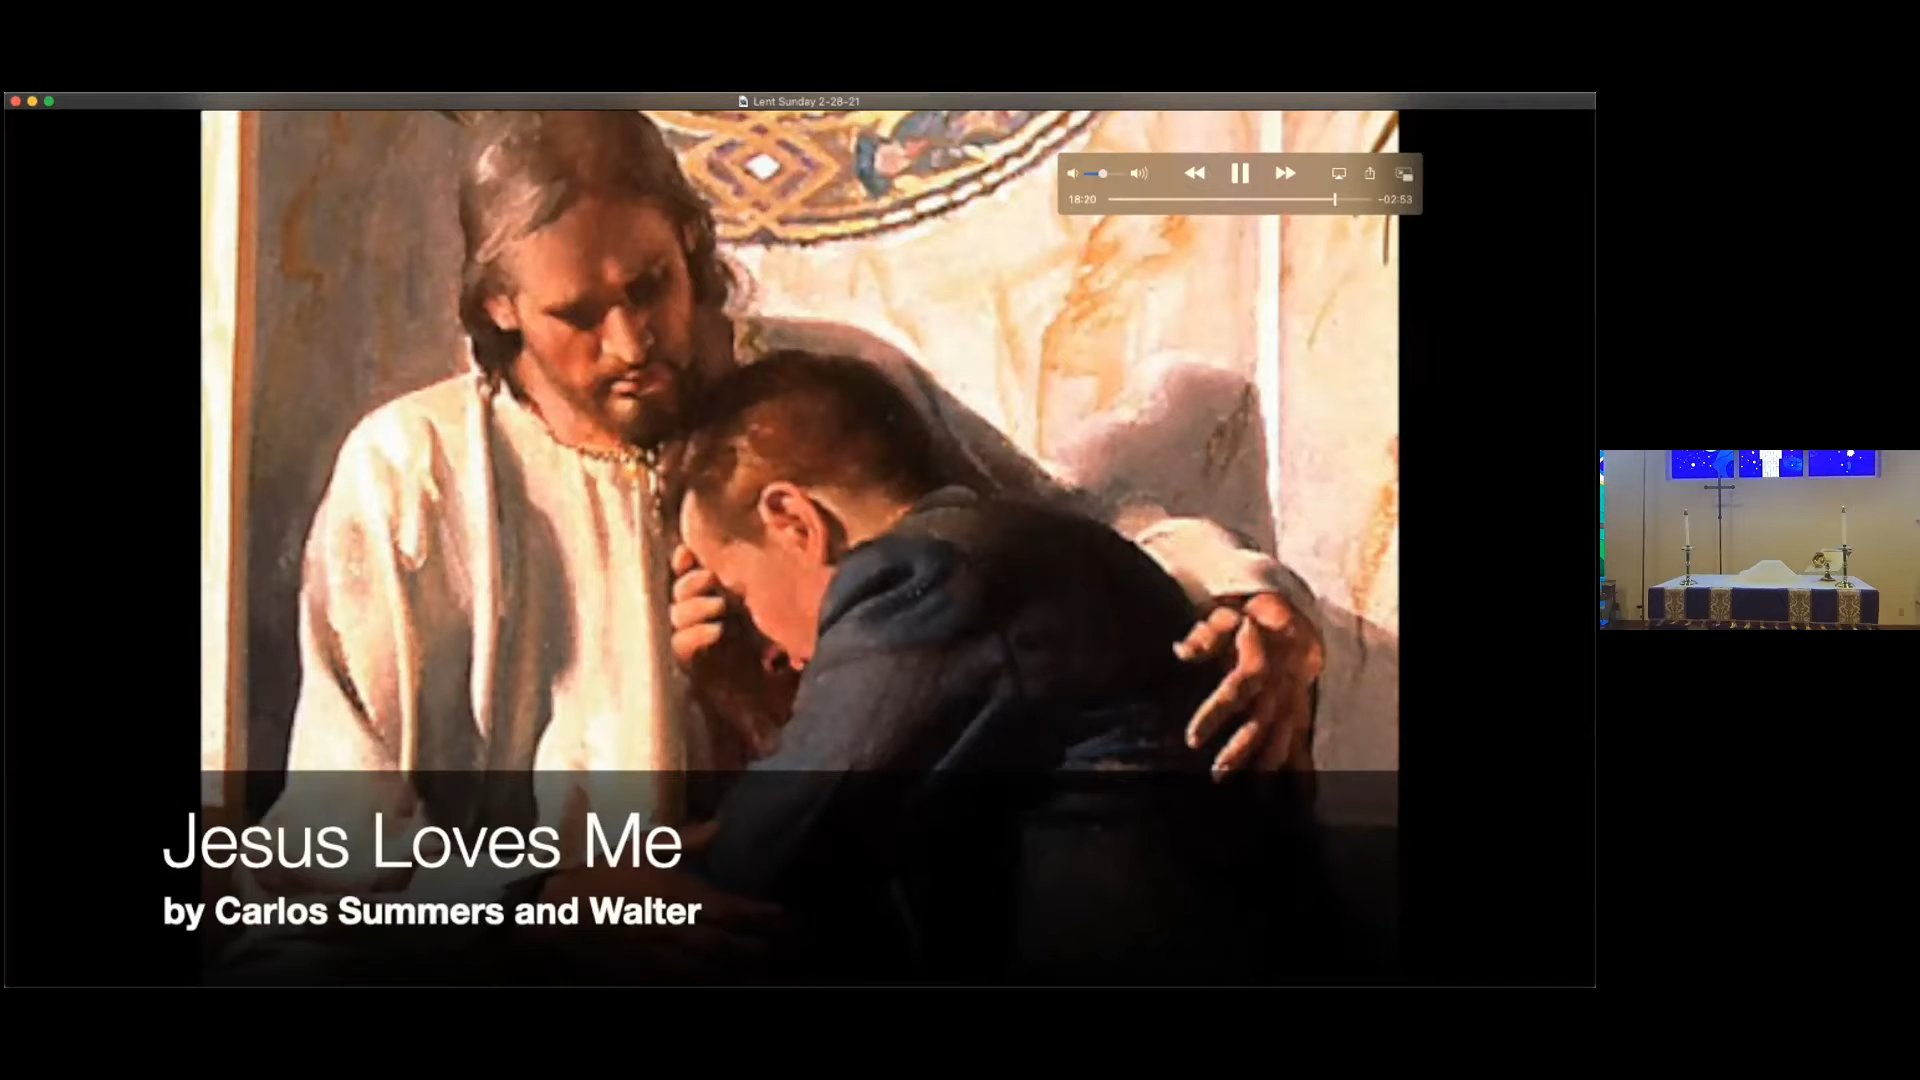 Lent Sunday 2-28-21
18:20
-02:53
Jesus Loves Me
by Carlos Summers and Walter